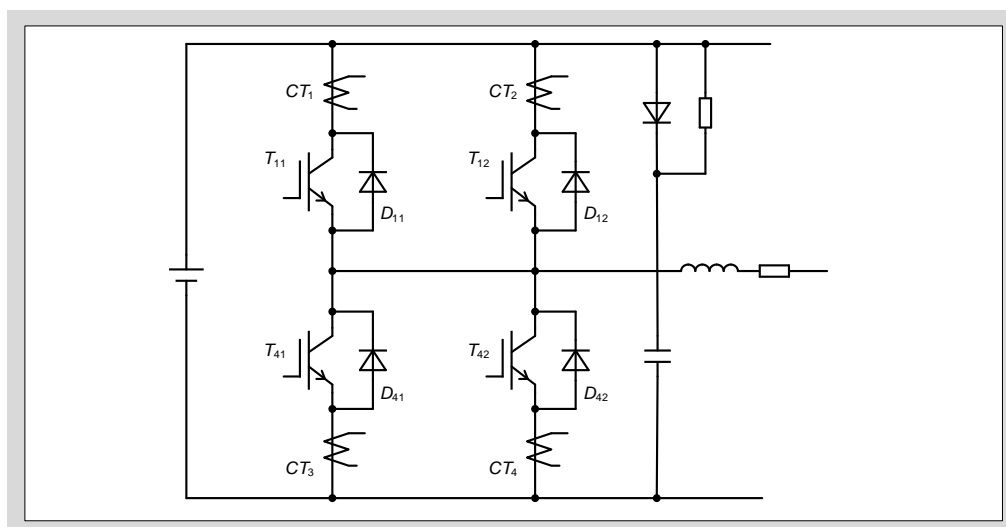 CT₁ CT₂
T₁₁ T₁₂
D₁₁ D₁₂
T₄₁ T₄₂
D₄₁ D₄₂
CT₃ CT₄